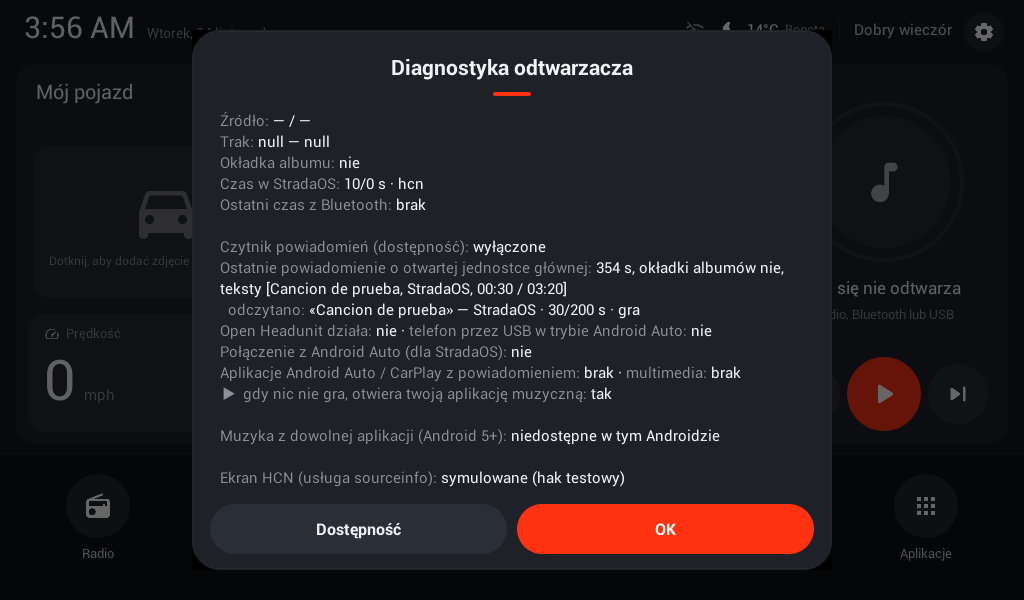 3:56 AM
Wtorek,
14°C Bogota
Dobry wieczór
Mój pojazd
Diagnostyka odtwarzacza
Źródło: — / —
Trak: null — null
Okładka albumu: nie
Czas w StradaOS: 10/0 s · hcn
Ostatni czas z Bluetooth: brak
Czytnik powiadomień (dostępność): wyłączone
Ostatnie powiadomienie o otwartej jednostce głównej: 354 s, okładki albumów nie,
teksty [Cancion de prueba, StradaOS, 00:30 / 03:20]
odczytano: «Cancion de prueba» — StradaOS · 30/200 s · gra
Open Headunit działa: nie · telefon przez USB w trybie Android Auto: nie
Połączenie z Android Auto (dla StradaOS): nie
Aplikacje Android Auto / CarPlay z powiadomieniem: brak · multimedia: brak
▶ gdy nic nie gra, otwiera twoją aplikację muzyczną: tak
Muzyka z dowolnej aplikacji (Android 5+): niedostępne w tym Androidzie
Ekran HCN (usługa sourceinfo): symulowane (hak testowy)
Dostępność
OK
Dotknij, aby dodać zdjęcie
Prędkość
0 mph
się nie odtwarza
Bluetooth lub USB
Radio
Aplikacje